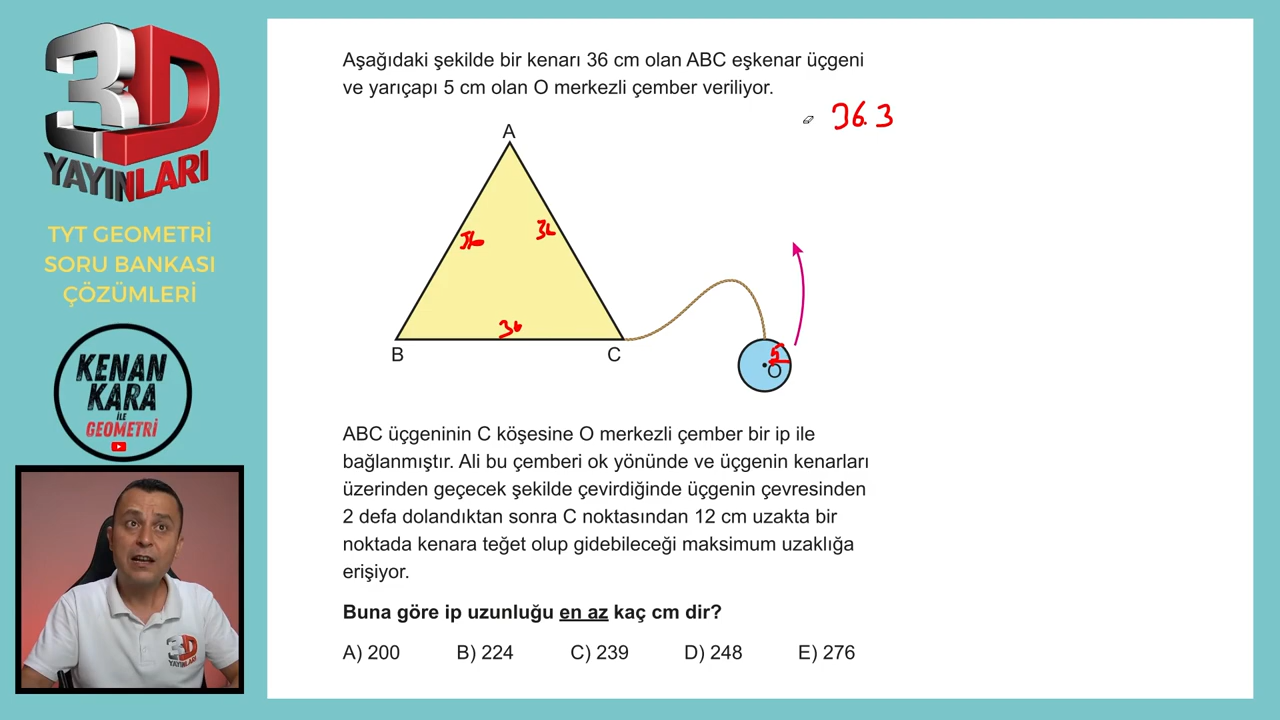 3D
YAYINLARI
TYT GEOMETRİ
SORU BANKASI
ÇÖZÜMLERİ
KENAN
KARA
İLE
GEOMETRİ
3D
YAYINLARI
Aşağıdaki şekilde bir kenarı 36 cm olan ABC eşkenar üçgeni
ve yarıçapı 5 cm olan O merkezli çember veriliyor.
36.3
A
36
36
36
B
C
5
O
ABC üçgeninin C köşesine O merkezli çember bir ip ile
bağlanmıştır. Ali bu çemberi ok yönünde ve üçgenin kenarları
üzerinden geçecek şekilde çevirdiğinde üçgenin çevresinden
2 defa dolandıktan sonra C noktasından 12 cm uzakta bir
noktada kenara teğet olup gidebileceği maksimum uzaklığa
erişiyor.
Buna göre ip uzunluğu en az kaç cm dir?
A) 200
B) 224
C) 239
D) 248
E) 276